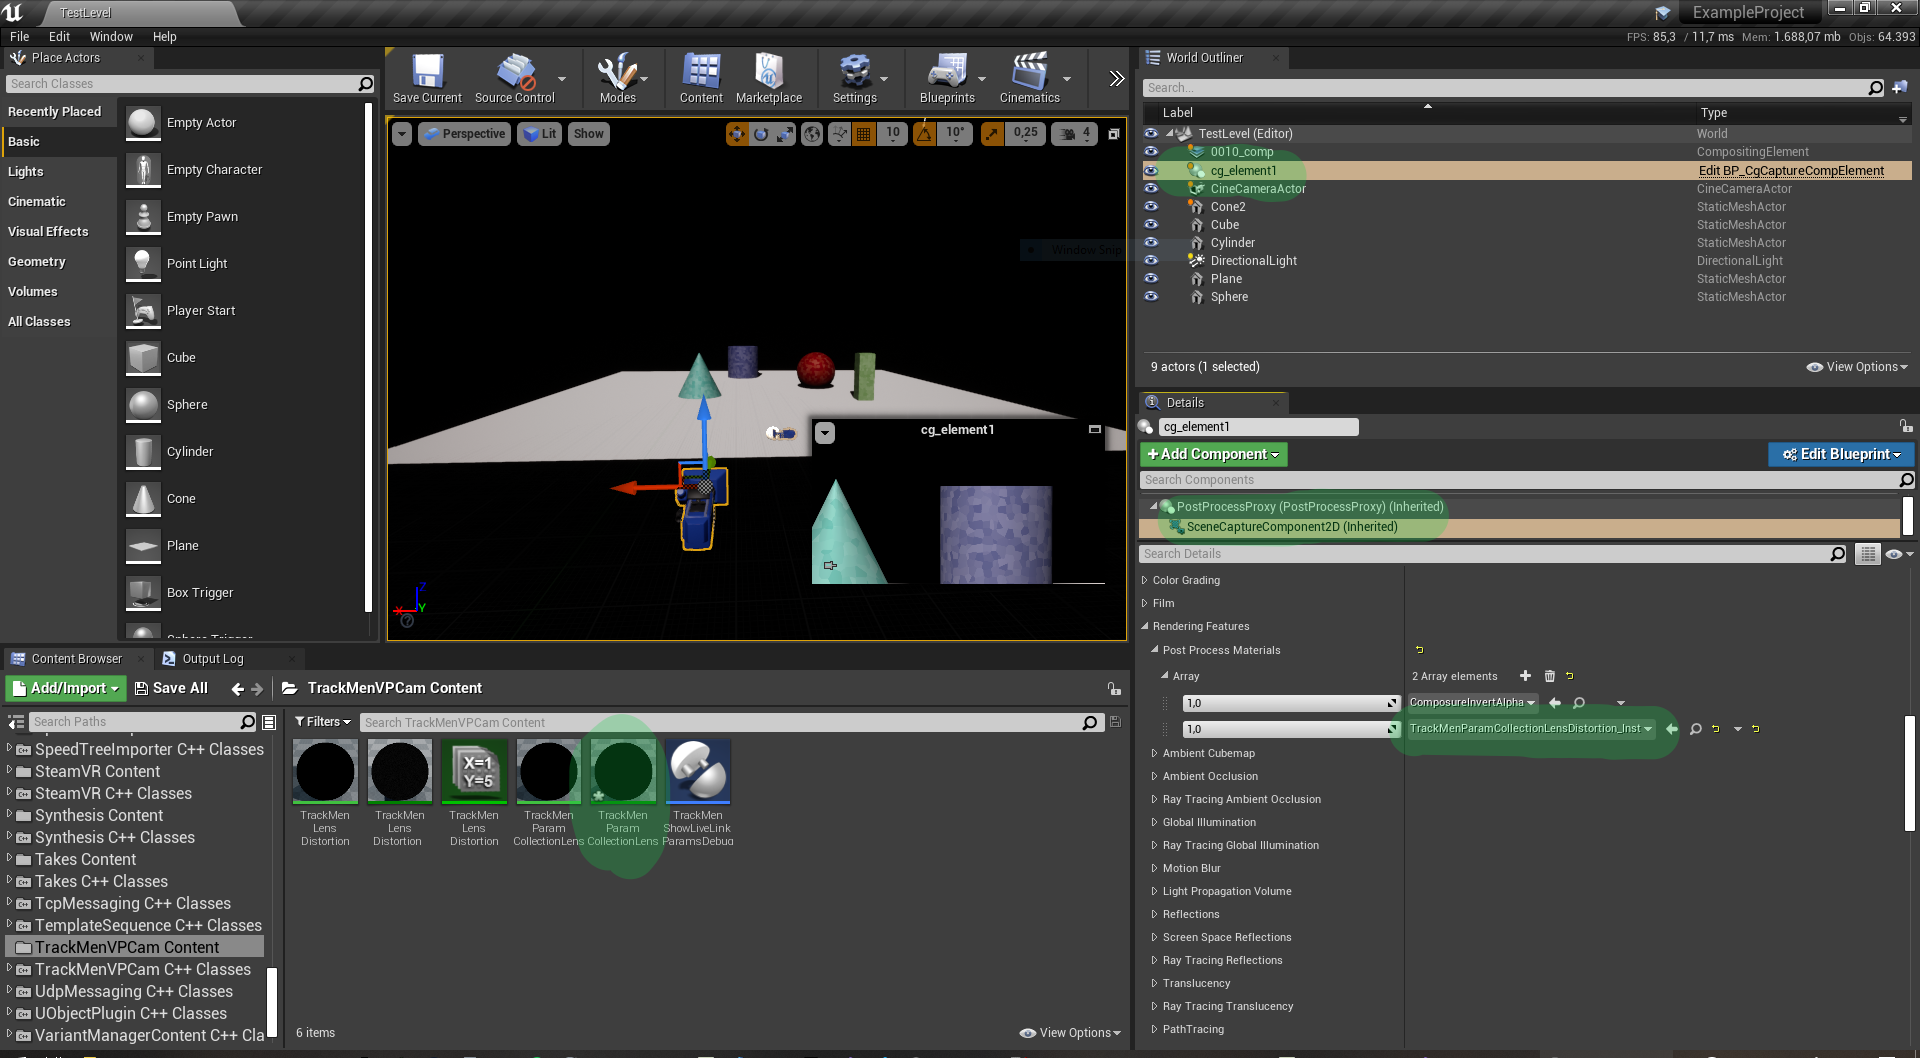 TestLevel
ExampleProject
File Edit Window Help
FPS: 85,3 / 11,7 ms Mem: 1.688,07 mb Objs: 64.393
Place Actors
Search Classes
Recently Placed
Basic
Lights
Cinematic
Visual Effects
Geometry
Volumes
All Classes
Empty Actor
Empty Character
Empty Pawn
Point Light
Player Start
Cube
Sphere
Cylinder
Cone
Plane
Box Trigger
Sphere Trigger
Save Current
Source Control
Modes
Content
Marketplace
Settings
Blueprints
Cinematics
Perspective
Lit
Show
10
10°
0,25
4
Window Snip
cg_element1
Z
X
Y
World Outliner
Search...
Label Type
TestLevel (Editor) World
0010_comp CompositingElement
cg_element1 Edit BP_CgCaptureCompElement
CineCameraActor CineCameraActor
Cone2 StaticMeshActor
Cube StaticMeshActor
Cylinder StaticMeshActor
DirectionalLight DirectionalLight
Plane StaticMeshActor
Sphere StaticMeshActor
9 actors (1 selected)
View Options
Details
cg_element1
+Add Component
Edit Blueprint
Search Components
PostProcessProxy (PostProcessProxy) (Inherited)
SceneCaptureComponent2D (Inherited)
Search Details
Color Grading
Film
Rendering Features
Post Process Materials
Array 2 Array elements
1,0 ComposureInvertAlpha
1,0 TrackMenParamCollectionLensDistortion_Inst
Ambient Cubemap
Ambient Occlusion
Ray Tracing Ambient Occlusion
Global Illumination
Ray Tracing Global Illumination
Motion Blur
Light Propagation Volume
Reflections
Screen Space Reflections
Ray Tracing Reflections
Translucency
Ray Tracing Translucency
PathTracing
Content Browser
Output Log
Add/Import
Save All
TrackMenVPCam Content
Search Paths
Filters
Search TrackMenVPCam Content
SpeedTreeImporter C++ Classes
SteamVR Content
SteamVR C++ Classes
Synthesis Content
Synthesis C++ Classes
Takes Content
Takes C++ Classes
TcpMessaging C++ Classes
TemplateSequence C++ Classes
TrackMenVPCam Content
TrackMenVPCam C++ Classes
UdpMessaging C++ Classes
UObjectPlugin C++ Classes
VariantManagerContent C++ Cla
X=1
Y=5
TrackMen
Lens
Distortion
TrackMen
Lens
Distortion
TrackMen
Lens
Distortion
TrackMen
Param
CollectionLens
TrackMen
Param
CollectionLens
TrackMen
ShowLiveLink
ParamsDebug
6 items
View Options